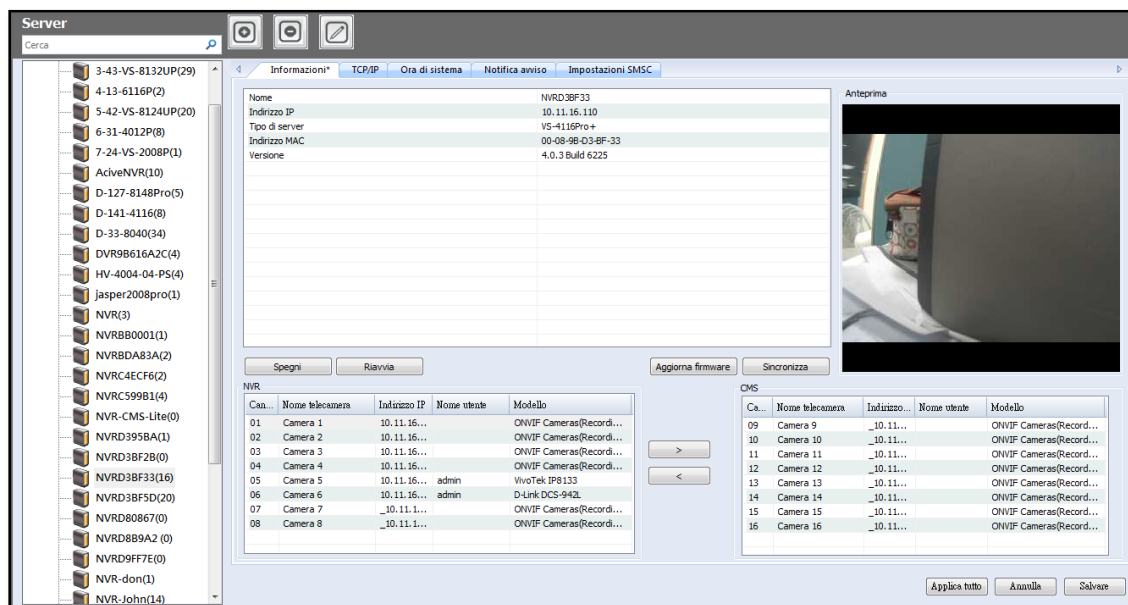 Server
Cerca
3-43-VS-8132UP(29)
4-13-6116P(2)
5-42-VS-8124UP(20)
6-31-4012P(8)
7-24-VS-2008P(1)
AciveNVR(10)
D-127-8148Pro(5)
D-141-4116(8)
D-33-8040(34)
DVR9B616A2C(4)
HV-4004-04-PS(4)
jasper2008pro(1)
NVR(3)
NVRBB0001(1)
NVRBDA83A(2)
NVRC4ECF6(2)
NVRC599B1(4)
NVR-CMS-Lite(0)
NVRD395BA(1)
NVRD3BF2B(0)
NVRD3BF33(16)
NVRD3BF5D(20)
NVRD80867(0)
NVRD8B9A2 (0)
NVRD9FF7E(0)
NVR-don(1)
NVR-John(14)
Informazioni* TCP/IP Ora di sistema Notifica avviso Impostazioni SMSC
Nome NVRD3BF33
Indirizzo IP 10.11.16.110
Tipo di server VS-4116Pro+
Indirizzo MAC 00-08-9B-D3-BF-33
Versione 4.0.3 Build 6225
Anteprima
Spegni Riavvia Aggiorna firmware Sincronizza
NVR
Can... Nome telecamera Indirizzo IP Nome utente Modello
01 Camera 1 10.11.16... ONVIF Cameras(Recordi...
02 Camera 2 10.11.16... ONVIF Cameras(Recordi...
03 Camera 3 10.11.16... ONVIF Cameras(Recordi...
04 Camera 4 10.11.16... ONVIF Cameras(Recordi...
05 Camera 5 10.11.16... admin VivoTek IP8133
06 Camera 6 10.11.16... admin D-Link DCS-942L
07 Camera 7 _10.11.1... ONVIF Cameras(Recordi...
08 Camera 8 _10.11.1... ONVIF Cameras(Recordi...
>
<
CMS
Ca... Nome telecamera Indirizzo... Nome utente Modello
09 Camera 9 _10.11... ONVIF Cameras(Record...
10 Camera 10 _10.11... ONVIF Cameras(Record...
11 Camera 11 _10.11... ONVIF Cameras(Record...
12 Camera 12 _10.11... ONVIF Cameras(Record...
13 Camera 13 _10.11... ONVIF Cameras(Record...
14 Camera 14 _10.11... ONVIF Cameras(Record...
15 Camera 15 _10.11... ONVIF Cameras(Record...
16 Camera 16 _10.11... ONVIF Cameras(Record...
Applica tutto Annulla Salvare